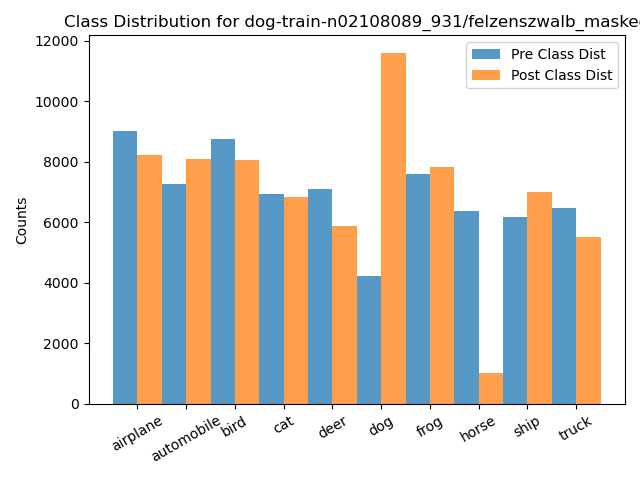 Class Distribution for dog-train-n02108089_931/felzenszwalb_maske
Pre Class Dist
Post Class Dist
Counts
12000
10000
8000
6000
4000
2000
0
airplane
automobile
bird
cat
deer
dog
frog
horse
ship
truck